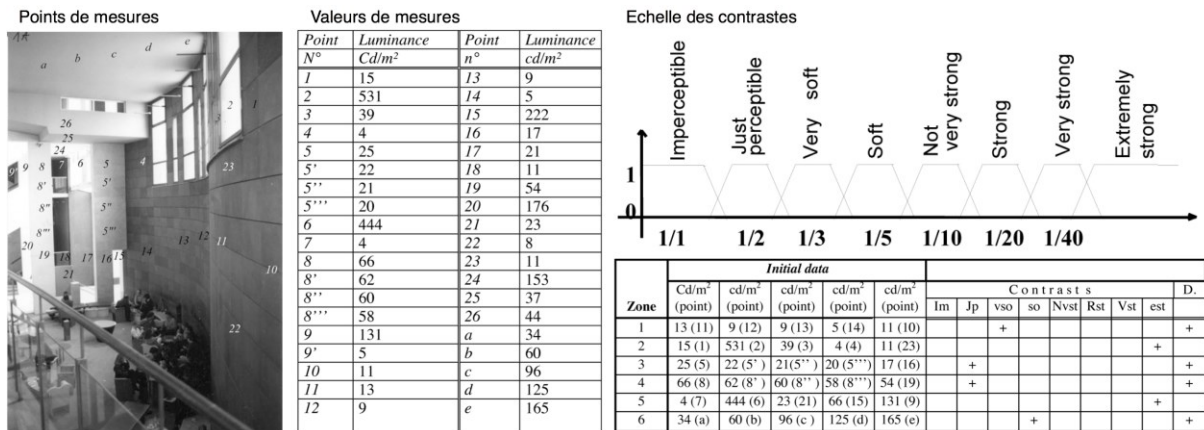 Points de mesures
Valeurs de mesures
Echelle des contrastes
a b c d e
2 1
3
26
25
4
24
9' 9 8 7 6 5 4 23
8' 5'
8'' 5''
8''' 5'''
20 19 18 17 16 15 14 13 12 11
21
10
22
Point Luminance Point Luminance
N° Cd/m² n° cd/m²
1 15 13 9
2 531 14 5
3 39 15 222
4 4 16 17
5 25 17 21
5' 22 18 11
5'' 21 19 54
5''' 20 20 176
6 444 21 23
7 4 22 8
8 66 23 11
8' 62 24 153
8'' 60 25 37
8''' 58 26 44
9 131 a 34
9' 5 b 60
10 11 c 96
11 13 d 125
12 9 e 165
Imperceptible
Just perceptible
Very soft
Soft
Not very strong
Strong
Very strong
Extremely strong
1
0
1/1 1/2 1/3 1/5 1/10 1/20 1/40
Initial data
Zone Cd/m² (point) cd/m² (point) cd/m² (point) cd/m² (point) cd/m² (point) Contrasts D.
Im Jp vso so Nvst Rst Vst est
1 13 (11) 9 (12) 9 (13) 5 (14) 11 (10) + +
2 15 (1) 531 (2) 39 (3) 4 (4) 11 (23) +
3 25 (5) 22 (5') 21(5'') 20 (5''') 17 (16) + +
4 66 (8) 62 (8') 60 (8'') 58 (8''') 54 (19) + +
5 4 (7) 444 (6) 23 (21) 66 (15) 131 (9) +
6 34 (a) 60 (b) 96 (c) 125 (d) 165 (e) + +